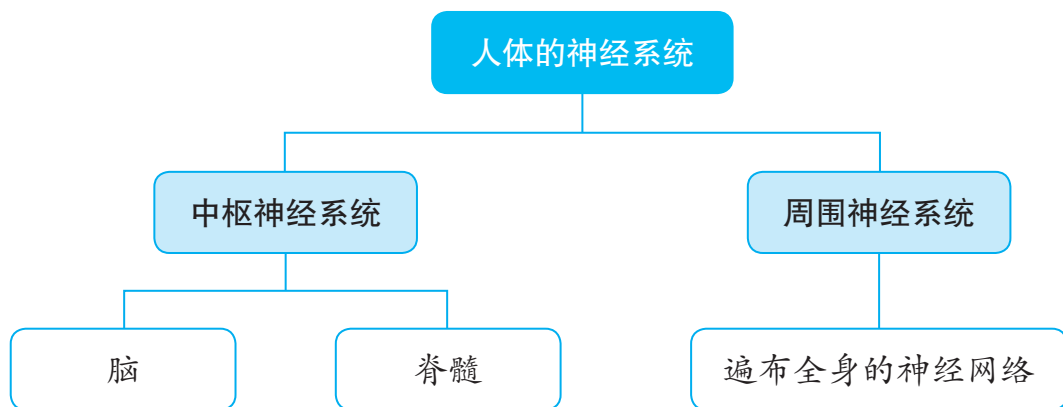 人体的神经系统
中枢神经系统
周围神经系统
脑
脊髓
遍布全身的神经网络